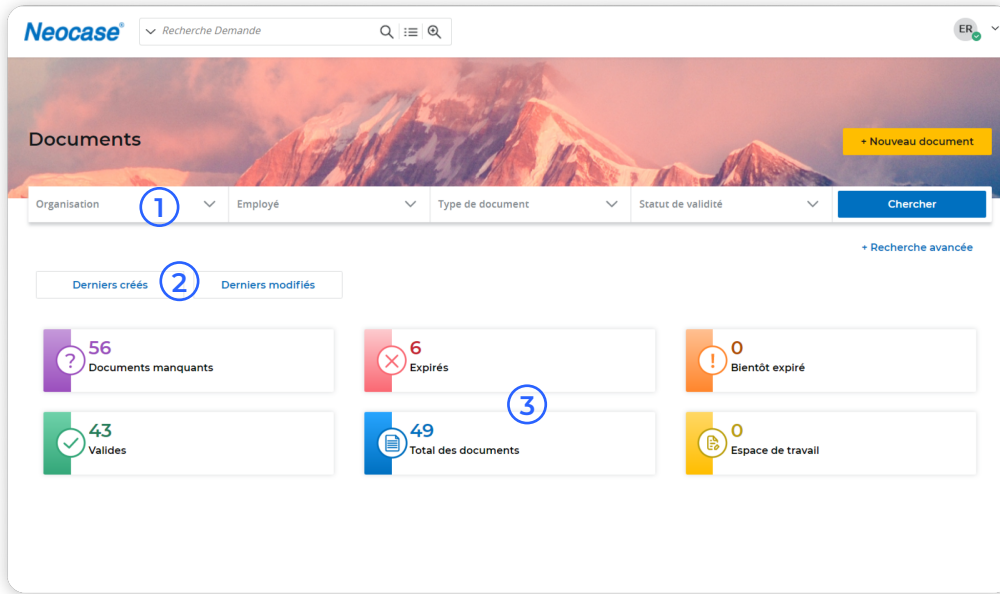 Neocase® Recherche Demande ER
Documents
+ Nouveau document
Organisation 1 Employé Type de document Statut de validité Chercher
+ Recherche avancée
Derniers créés 2 Derniers modifiés
56
Documents manquants
6
Expirés
0
Bientôt expiré
3
43
Valides
49
Total des documents
0
Espace de travail